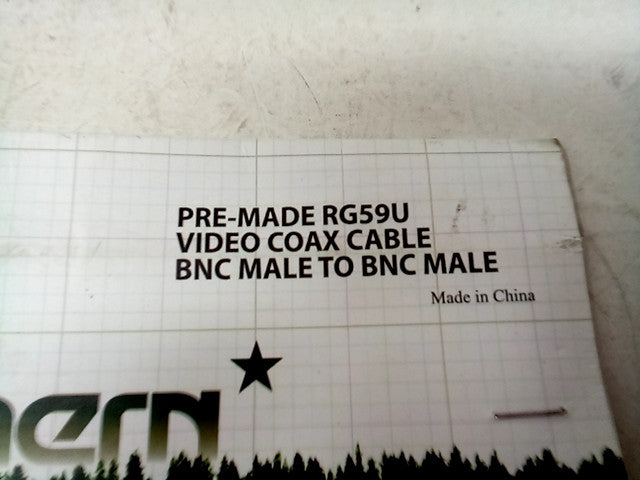 PRE-MADE RG59U
VIDEO COAX CABLE
BNC MALE TO BNC MALE
Made in China